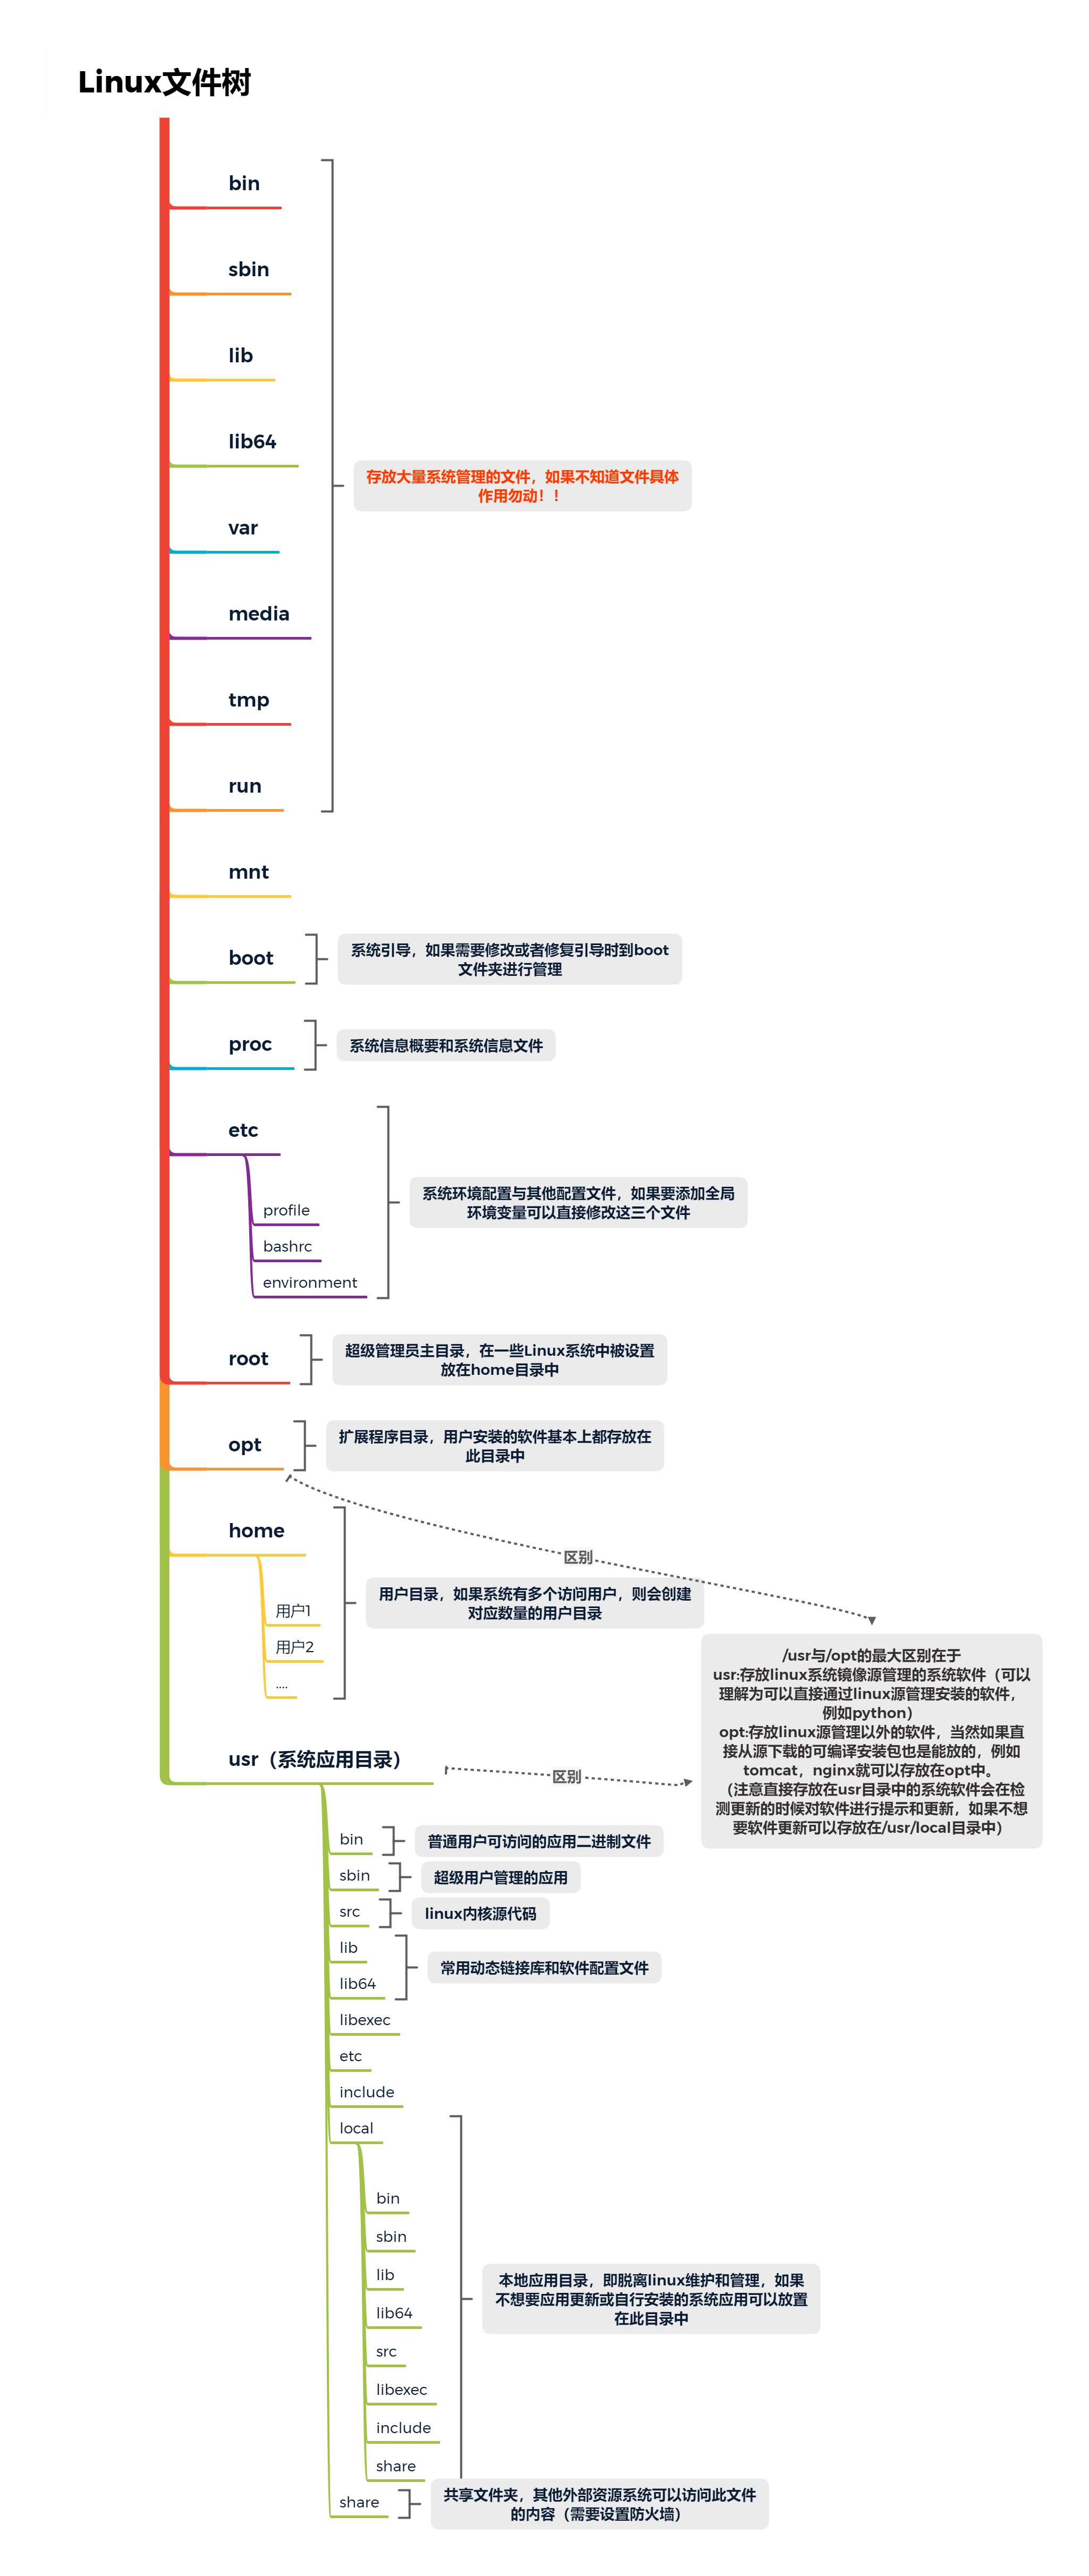 Linux文件树
bin
sbin
lib
lib64
存放大量系统管理的文件，如果不知道文件具体
作用勿动！！
var
media
tmp
run
mnt
boot
系统引导，如果需要修改或者修复引导时到boot
文件夹进行管理
proc
系统信息概要和系统信息文件
etc
profile
bashrc
environment
系统环境配置与其他配置文件，如果要添加全局
环境变量可以直接修改这三个文件
root
超级管理员主目录，在一些Linux系统中被设置
放在home目录中
opt
扩展程序目录，用户安装的软件基本上都存放在
此目录中
区别
home
用户1
用户2
....
用户目录，如果系统有多个访问用户，则会创建
对应数量的用户目录
/usr与/opt的最大区别在于
usr:存放linux系统镜像源管理的系统软件（可以
理解为可以直接通过linux源管理安装的软件，
例如python）
opt:存放linux源管理以外的软件，当然如果直
接从源下载的可编译安装包也是能放的，例如
tomcat，nginx就可以存放在opt中。
（注意直接存放在usr目录中的系统软件会在检
测更新的时候对软件进行提示和更新，如果不想
要软件更新可以存放在/usr/local目录中）
usr（系统应用目录）
区别
bin
普通用户可访问的应用二进制文件
sbin
超级用户管理的应用
src
linux内核源代码
lib
lib64
常用动态链接库和软件配置文件
libexec
etc
include
local
bin
sbin
lib
lib64
src
libexec
include
share
本地应用目录，即脱离linux维护和管理，如果
不想要应用更新或自行安装的系统应用可以放置
在此目录中
share
共享文件夹，其他外部资源系统可以访问此文件
的内容（需要设置防火墙）